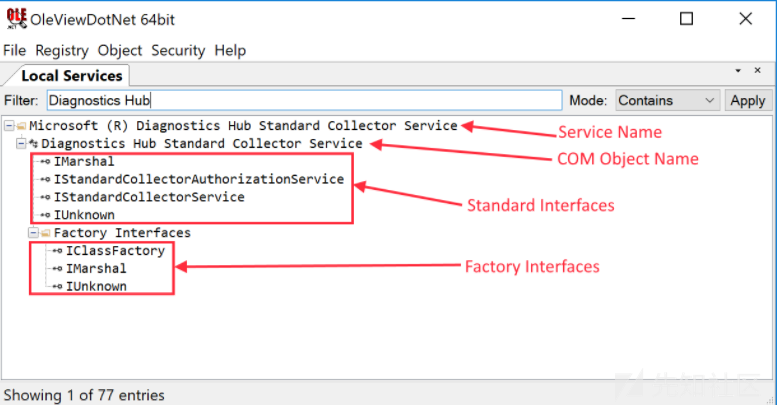 OleViewDotNet 64bit
File Registry Object Security Help
Local Services
Filter: Diagnostics Hub Mode: Contains Apply
Microsoft (R) Diagnostics Hub Standard Collector Service Service Name
Diagnostics Hub Standard Collector Service COM Object Name
IMarshal
IStandardCollectorAuthorizationService
IStandardCollectorService Standard Interfaces
IUnknown
Factory Interfaces
IClassFactory
IMarshal Factory Interfaces
IUnknown
Showing 1 of 77 entries